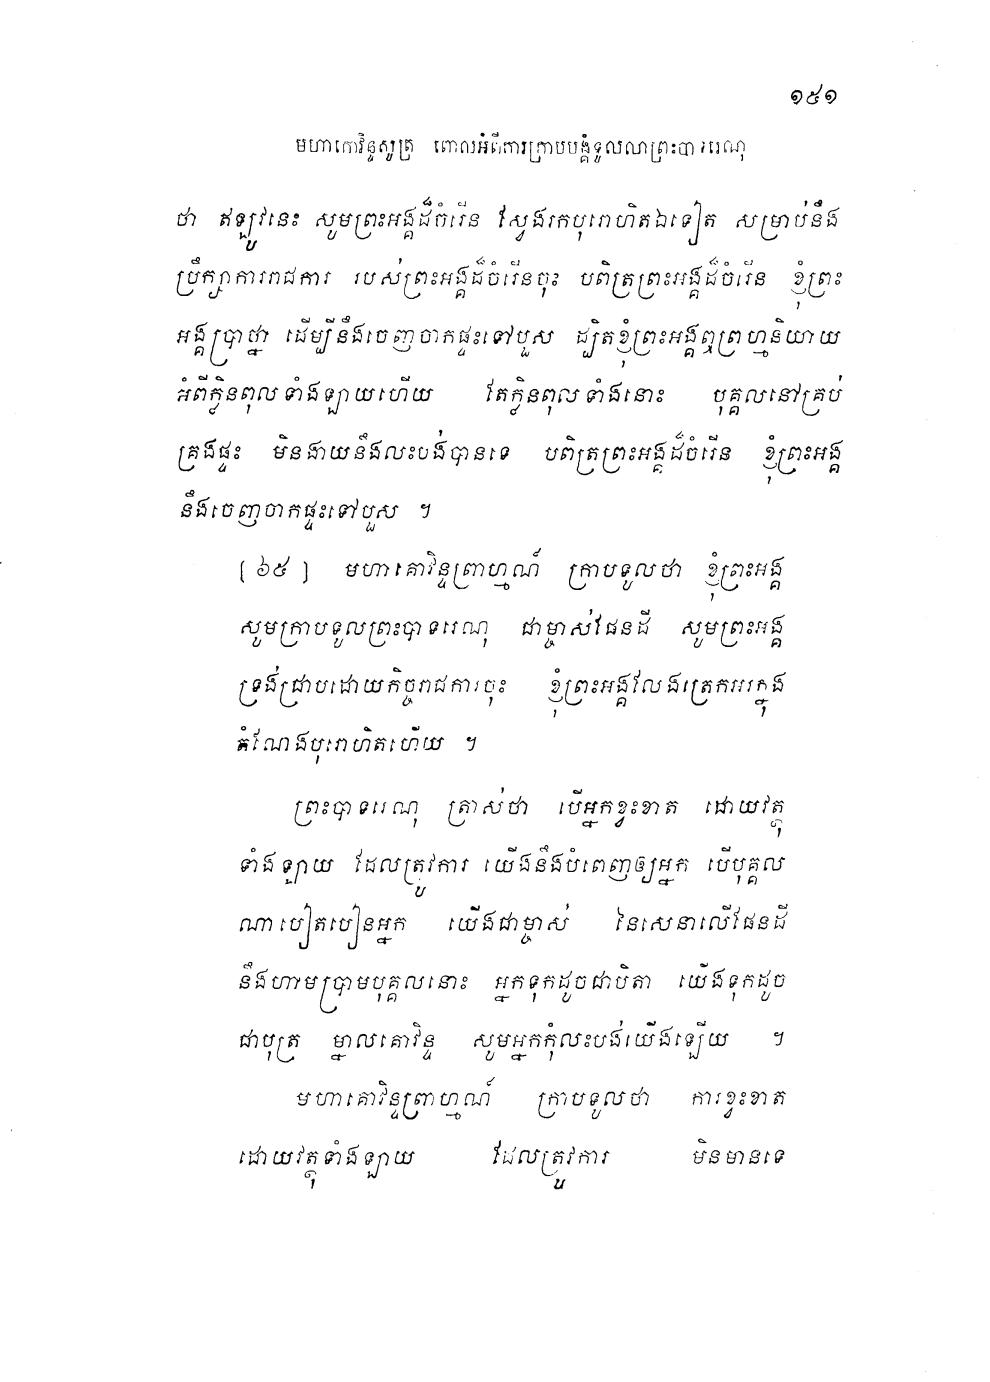 ១៥១
មហាគោវិន្ទសូត្រ ពោលអំពីការក្រាបបង្គំទូលលាព្រះបាទរេណុ
ថា ឥឡូវនេះ សូមព្រះអង្គដ៏ចំរើន ស្វែងរកបុរោហិតឯទៀត សម្រាប់នឹង
ប្រឹក្សាការរាជការ របស់ព្រះអង្គដ៏ចំរើនចុះ បពិត្រព្រះអង្គដ៏ចំរើន ខ្ញុំព្រះ
អង្គប្រាថ្នា ដើម្បីនឹងចេញចាកផ្ទះទៅបួស ដ្បិតខ្ញុំព្រះអង្គឮព្រហ្មនិយាយ
អំពីក្លិនពុលទាំងឡាយហើយ តែក្លិនពុលទាំងនោះ បុគ្គលនៅគ្រប់
គ្រងផ្ទះ មិនងាយនឹងលះបង់បានទេ បពិត្រព្រះអង្គដ៏ចំរើន ខ្ញុំព្រះអង្គ
នឹងចេញចាកផ្ទះទៅបួស ។
[ ៦៥ ] មហាគោវិន្ទព្រាហ្មណ៍ ក្រាបទូលថា ខ្ញុំព្រះអង្គ
សូមក្រាបទូលព្រះបាទរេណុ ជាម្ចាស់ផែនដី សូមព្រះអង្គ
ទ្រង់ជ្រាបដោយកិច្ចរាជការចុះ ខ្ញុំព្រះអង្គលែងត្រេកអរក្នុង
តំណែងបុរោហិតហើយ ។
ព្រះបាទរេណុ ត្រាស់ថា បើអ្នកខ្វះខាត ដោយវត្ថុ
ទាំងឡាយ ដែលត្រូវការ យើងនឹងបំពេញឲ្យអ្នក បើបុគ្គល
ណាបៀតបៀនអ្នក យើងជាម្ចាស់ នៃសេនាលើផែនដី
នឹងហាមប្រាមបុគ្គលនោះ អ្នកទុកដូចជាបិតា យើងទុកដូច
ជាបុត្រ ម្នាលគោវិន្ទ សូមអ្នកកុំលះបង់យើងឡើយ ។
មហាគោវិន្ទព្រាហ្មណ៍ ក្រាបទូលថា ការខ្វះខាត
ដោយវត្ថុទាំងឡាយ ដែលត្រូវការ មិនមានទេ